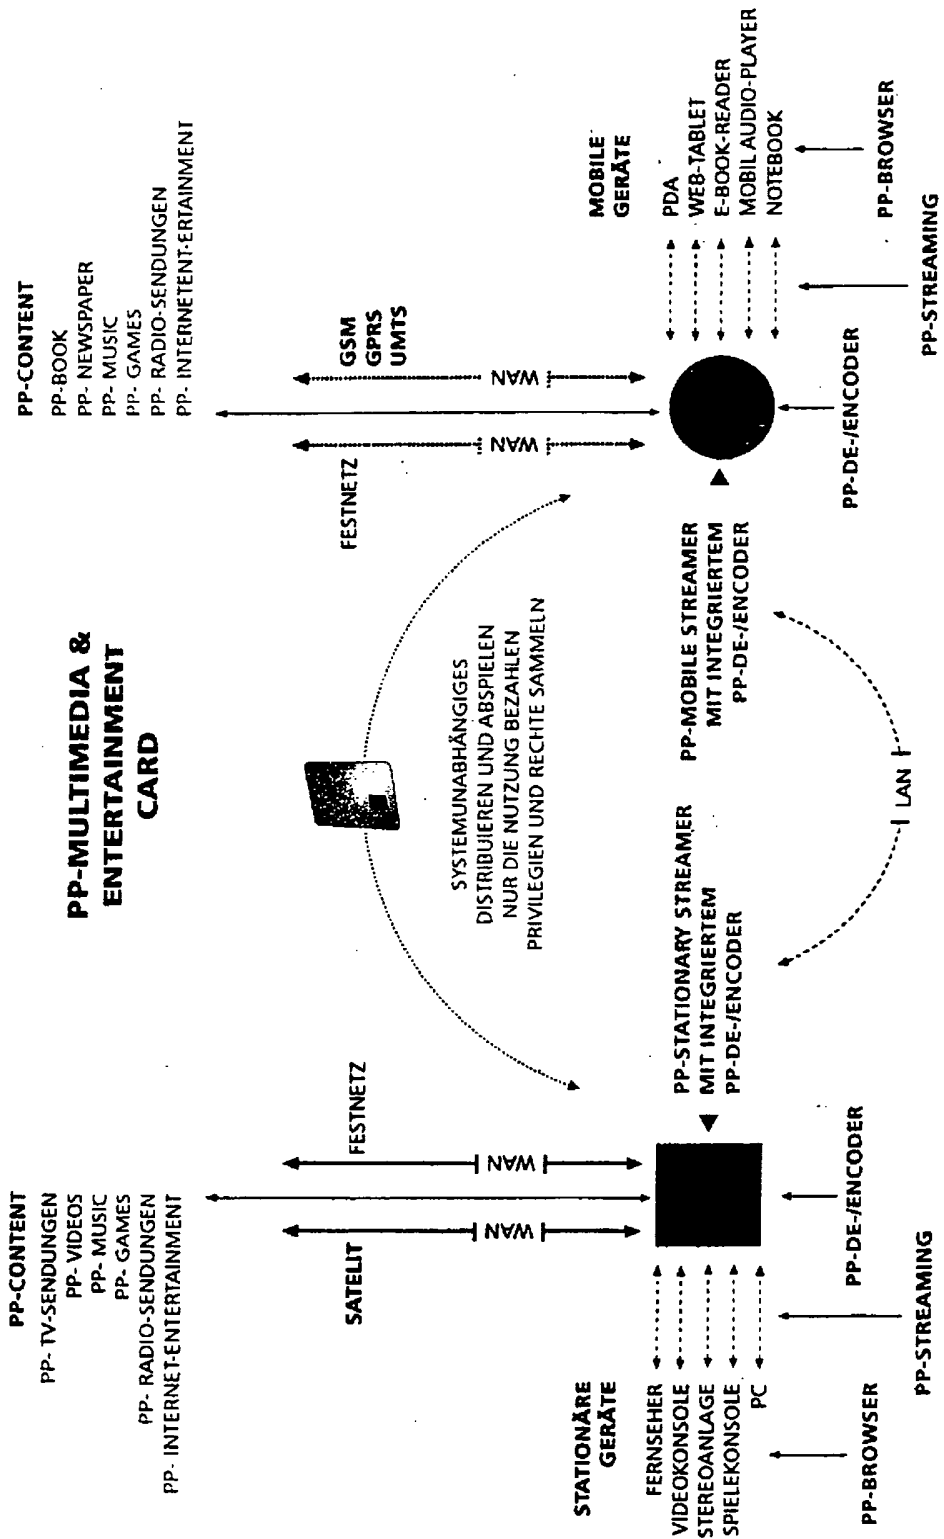 PP-MULTIMEDIA &
ENTERTAINMENT
CARD
PP-CONTENT
PP- TV-SENDUNGEN
PP- VIDEOS
PP- MUSIC
PP- GAMES
PP- RADIO-SENDUNGEN
PP- INTERNET-ENTERTAINMENT
PP-CONTENT
PP-BOOK
PP- NEWSPAPER
PP- MUSIC
PP- GAMES
PP- RADIO-SENDUNGEN
PP- INTERNETENT-ERTAINMENT
SATELIT
WAN
FESTNETZ
WAN
FESTNETZ
WAN
GSM
GPRS
UMTS
WAN
SYSTEMUNABHÄNGIGES
DISTRIBUIEREN UND ABSPIELEN
NUR DIE NUTZUNG BEZAHLEN
PRIVILEGIEN UND RECHTE SAMMELN
STATIONÄRE
GERÄTE
FERNSEHER
VIDEOKONSOLE
STEREOANLAGE
SPIELEKONSOLE
PC
PP-STATIONARY STREAMER
MIT INTEGRIERTEM
PP-DE-/ENCODER
PP-MOBILE STREAMER
MIT INTEGRIERTEM
PP-DE-/ENCODER
MOBILE
GERÄTE
PDA
WEB-TABLET
E-BOOK-READER
MOBIL AUDIO-PLAYER
NOTEBOOK
PP-BROWSER
PP-STREAMING
PP-DE-/ENCODER
LAN
PP-DE-/ENCODER
PP-STREAMING
PP-BROWSER